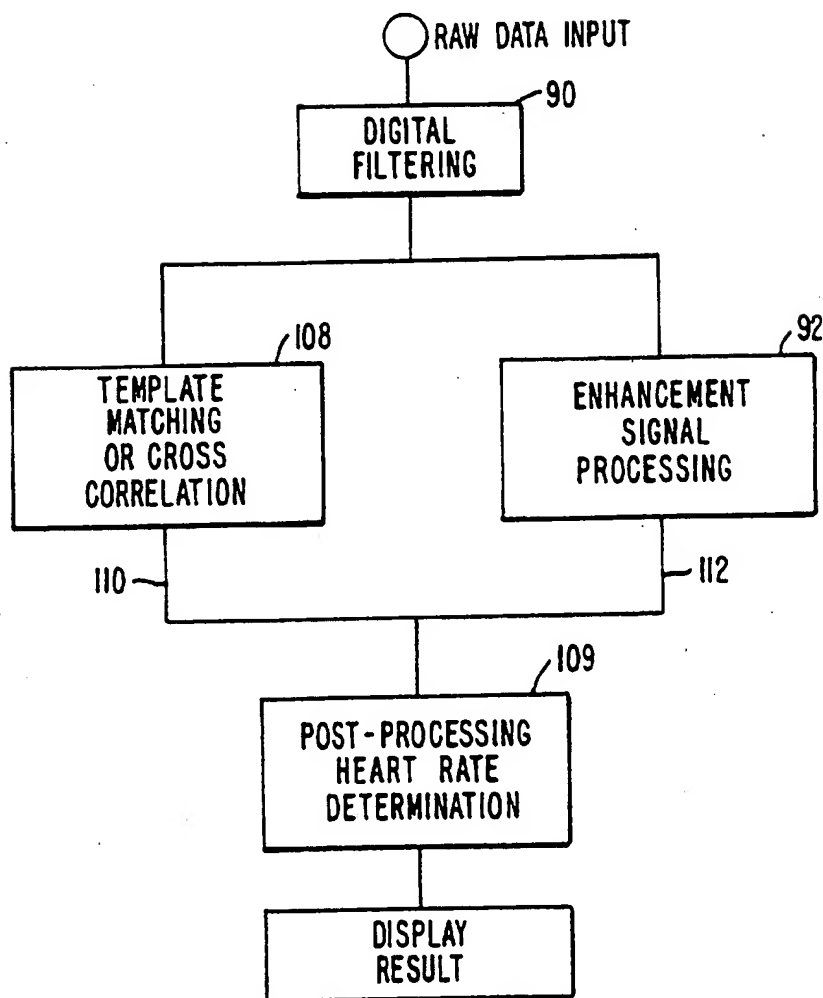 RAW DATA INPUT
90
DIGITAL
FILTERING
108
92
TEMPLATE
MATCHING
OR CROSS
CORRELATION
ENHANCEMENT
SIGNAL
PROCESSING
110
112
109
POST-PROCESSING
HEART RATE
DETERMINATION
DISPLAY
RESULT